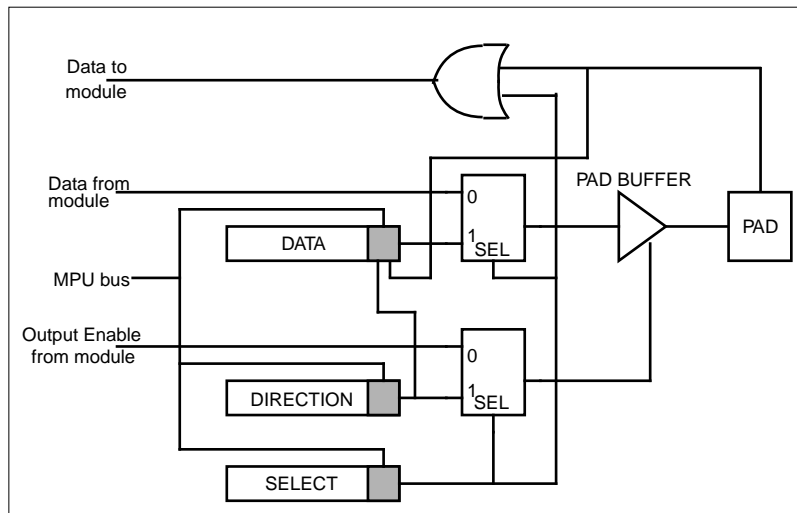 Data to
module
Data from
module
PAD BUFFER
0
PAD
DATA
1
SEL
MPU bus
Output Enable
from module
0
DIRECTION
1
SEL
SELECT